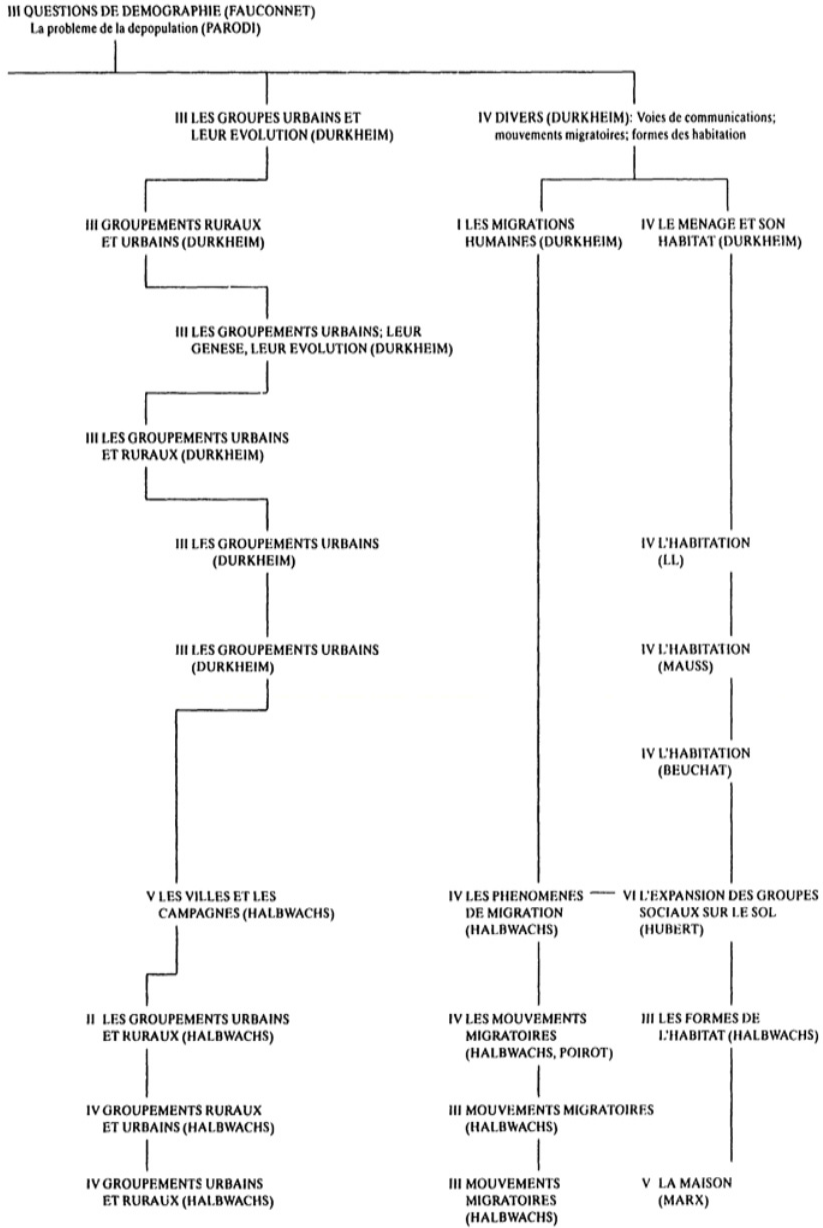 III QUESTIONS DE DEMOGRAPHIE (FAUCONNET)
La probleme de la depopulation (PARODI)
III LES GROUPES URBAINS ET
LEUR EVOLUTION (DURKHEIM)
IV DIVERS (DURKHEIM): Voies de communications;
mouvements migratoires; formes des habitation
III GROUPEMENTS RURAUX
ET URBAINS (DURKHEIM)
I LES MIGRATIONS
HUMAINES (DURKHEIM)
IV LE MENAGE ET SON
HABITAT (DURKHEIM)
III LES GROUPEMENTS URBAINS; LEUR
GENESE, LEUR EVOLUTION (DURKHEIM)
III LES GROUPEMENTS URBAINS
ET RURAUX (DURKHEIM)
III LES GROUPEMENTS URBAINS
(DURKHEIM)
IV L'HABITATION
(LL)
III LES GROUPEMENTS URBAINS
(DURKHEIM)
IV L'HABITATION
(MAUSS)
IV L'HABITATION
(BEUCHAT)
V LES VILLES ET LES
CAMPAGNES (HALBWACHS)
IV LES PHENOMENES
DE MIGRATION
(HALBWACHS)
VI L'EXPANSION DES GROUPES
SOCIAUX SUR LE SOL
(HUBERT)
II LES GROUPEMENTS URBAINS
ET RURAUX (HALBWACHS)
IV LES MOUVEMENTS
MIGRATOIRES
(HALBWACHS, POIROT)
III LES FORMES DE
L'HABITAT (HALBWACHS)
IV GROUPEMENTS RURAUX
ET URBAINS (HALBWACHS)
III MOUVEMENTS MIGRATOIRES
(HALBWACHS)
IV GROUPEMENTS URBAINS
ET RURAUX (HALBWACHS)
III MOUVEMENTS
MIGRATOIRES
(HALBWACHS)
V LA MAISON
(MARX)